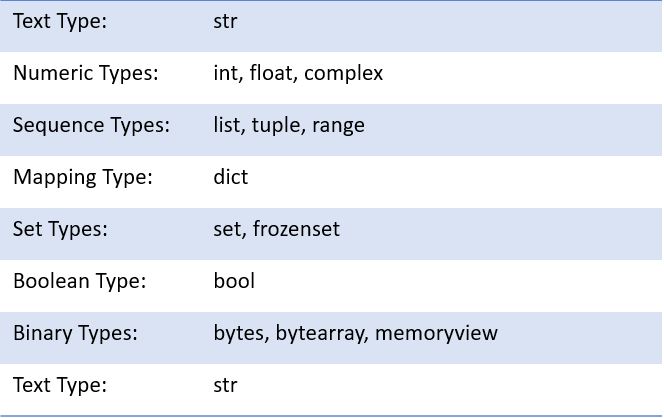 Text Type: str
Numeric Types: int, float, complex
Sequence Types: list, tuple, range
Mapping Type: dict
Set Types: set, frozenset
Boolean Type: bool
Binary Types: bytes, bytearray, memoryview
Text Type: str